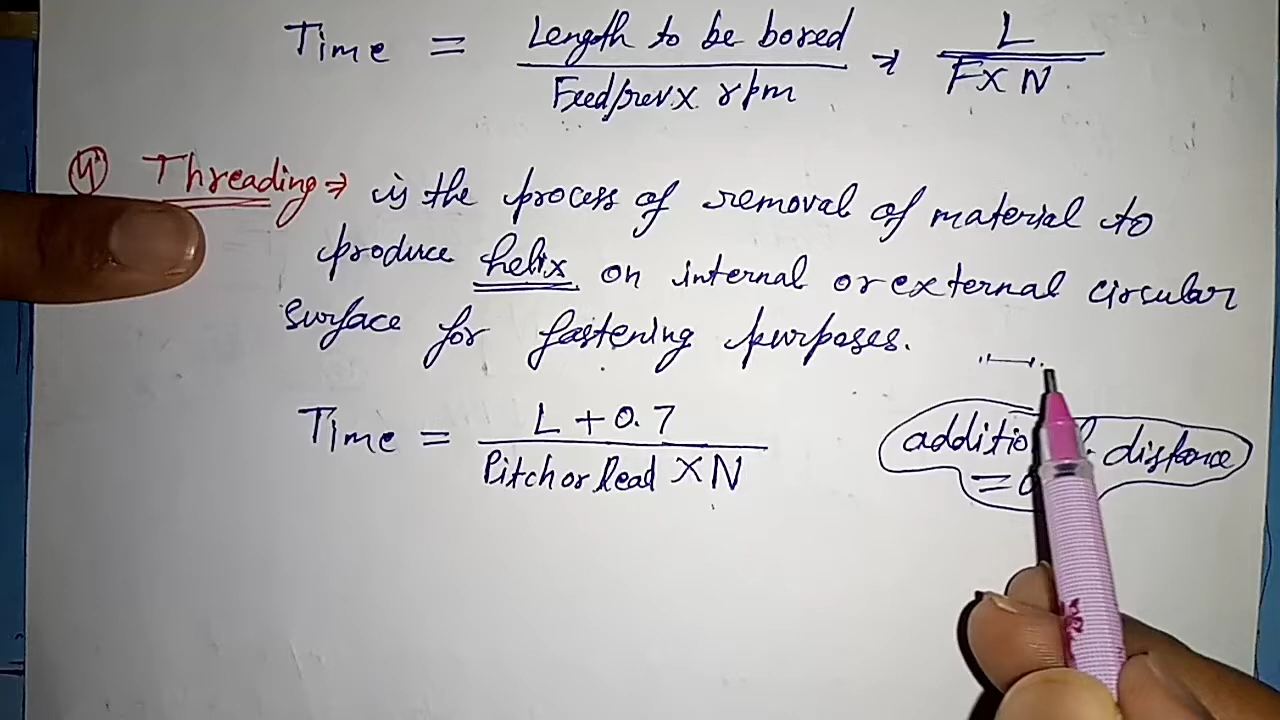 Time = Length to be bored / Feed/rev x rpm → L / F X N
(4) Threading → is the process of removal of material to
produce helix on internal or external circular
surface for fastening purposes.
Time = L + 0.7 / Pitch or lead X N
distance
=